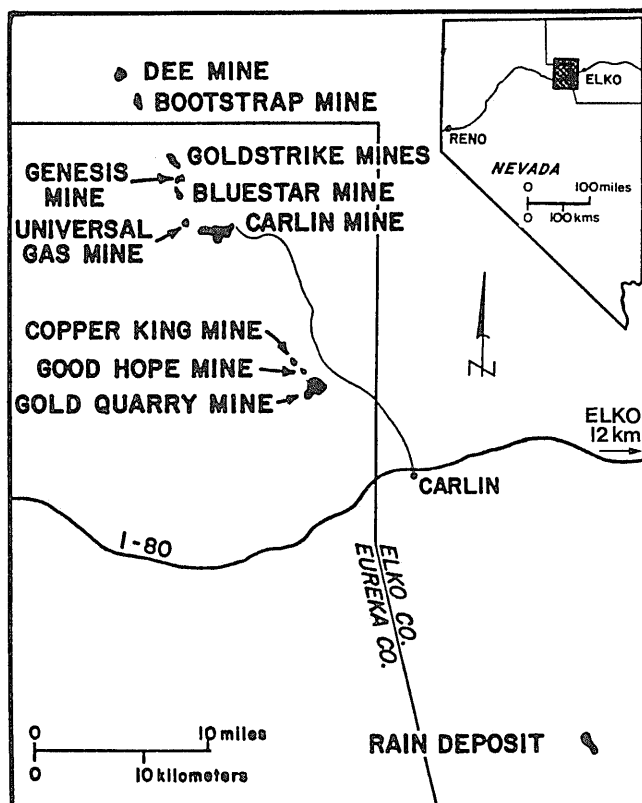 DEE MINE
BOOTSTRAP MINE
GOLDSTRIKE MINES
GENESIS
MINE
BLUESTAR MINE
UNIVERSAL
GAS MINE
CARLIN MINE
COPPER KING MINE
GOOD HOPE MINE
GOLD QUARRY MINE
ELKO
RENO
NEVADA
0 100 miles
0 100 kms
N
ELKO
12 km
CARLIN
I-80
ELKO CO.
EUREKA CO.
RAIN DEPOSIT
0 10 miles
0 10 kilometers